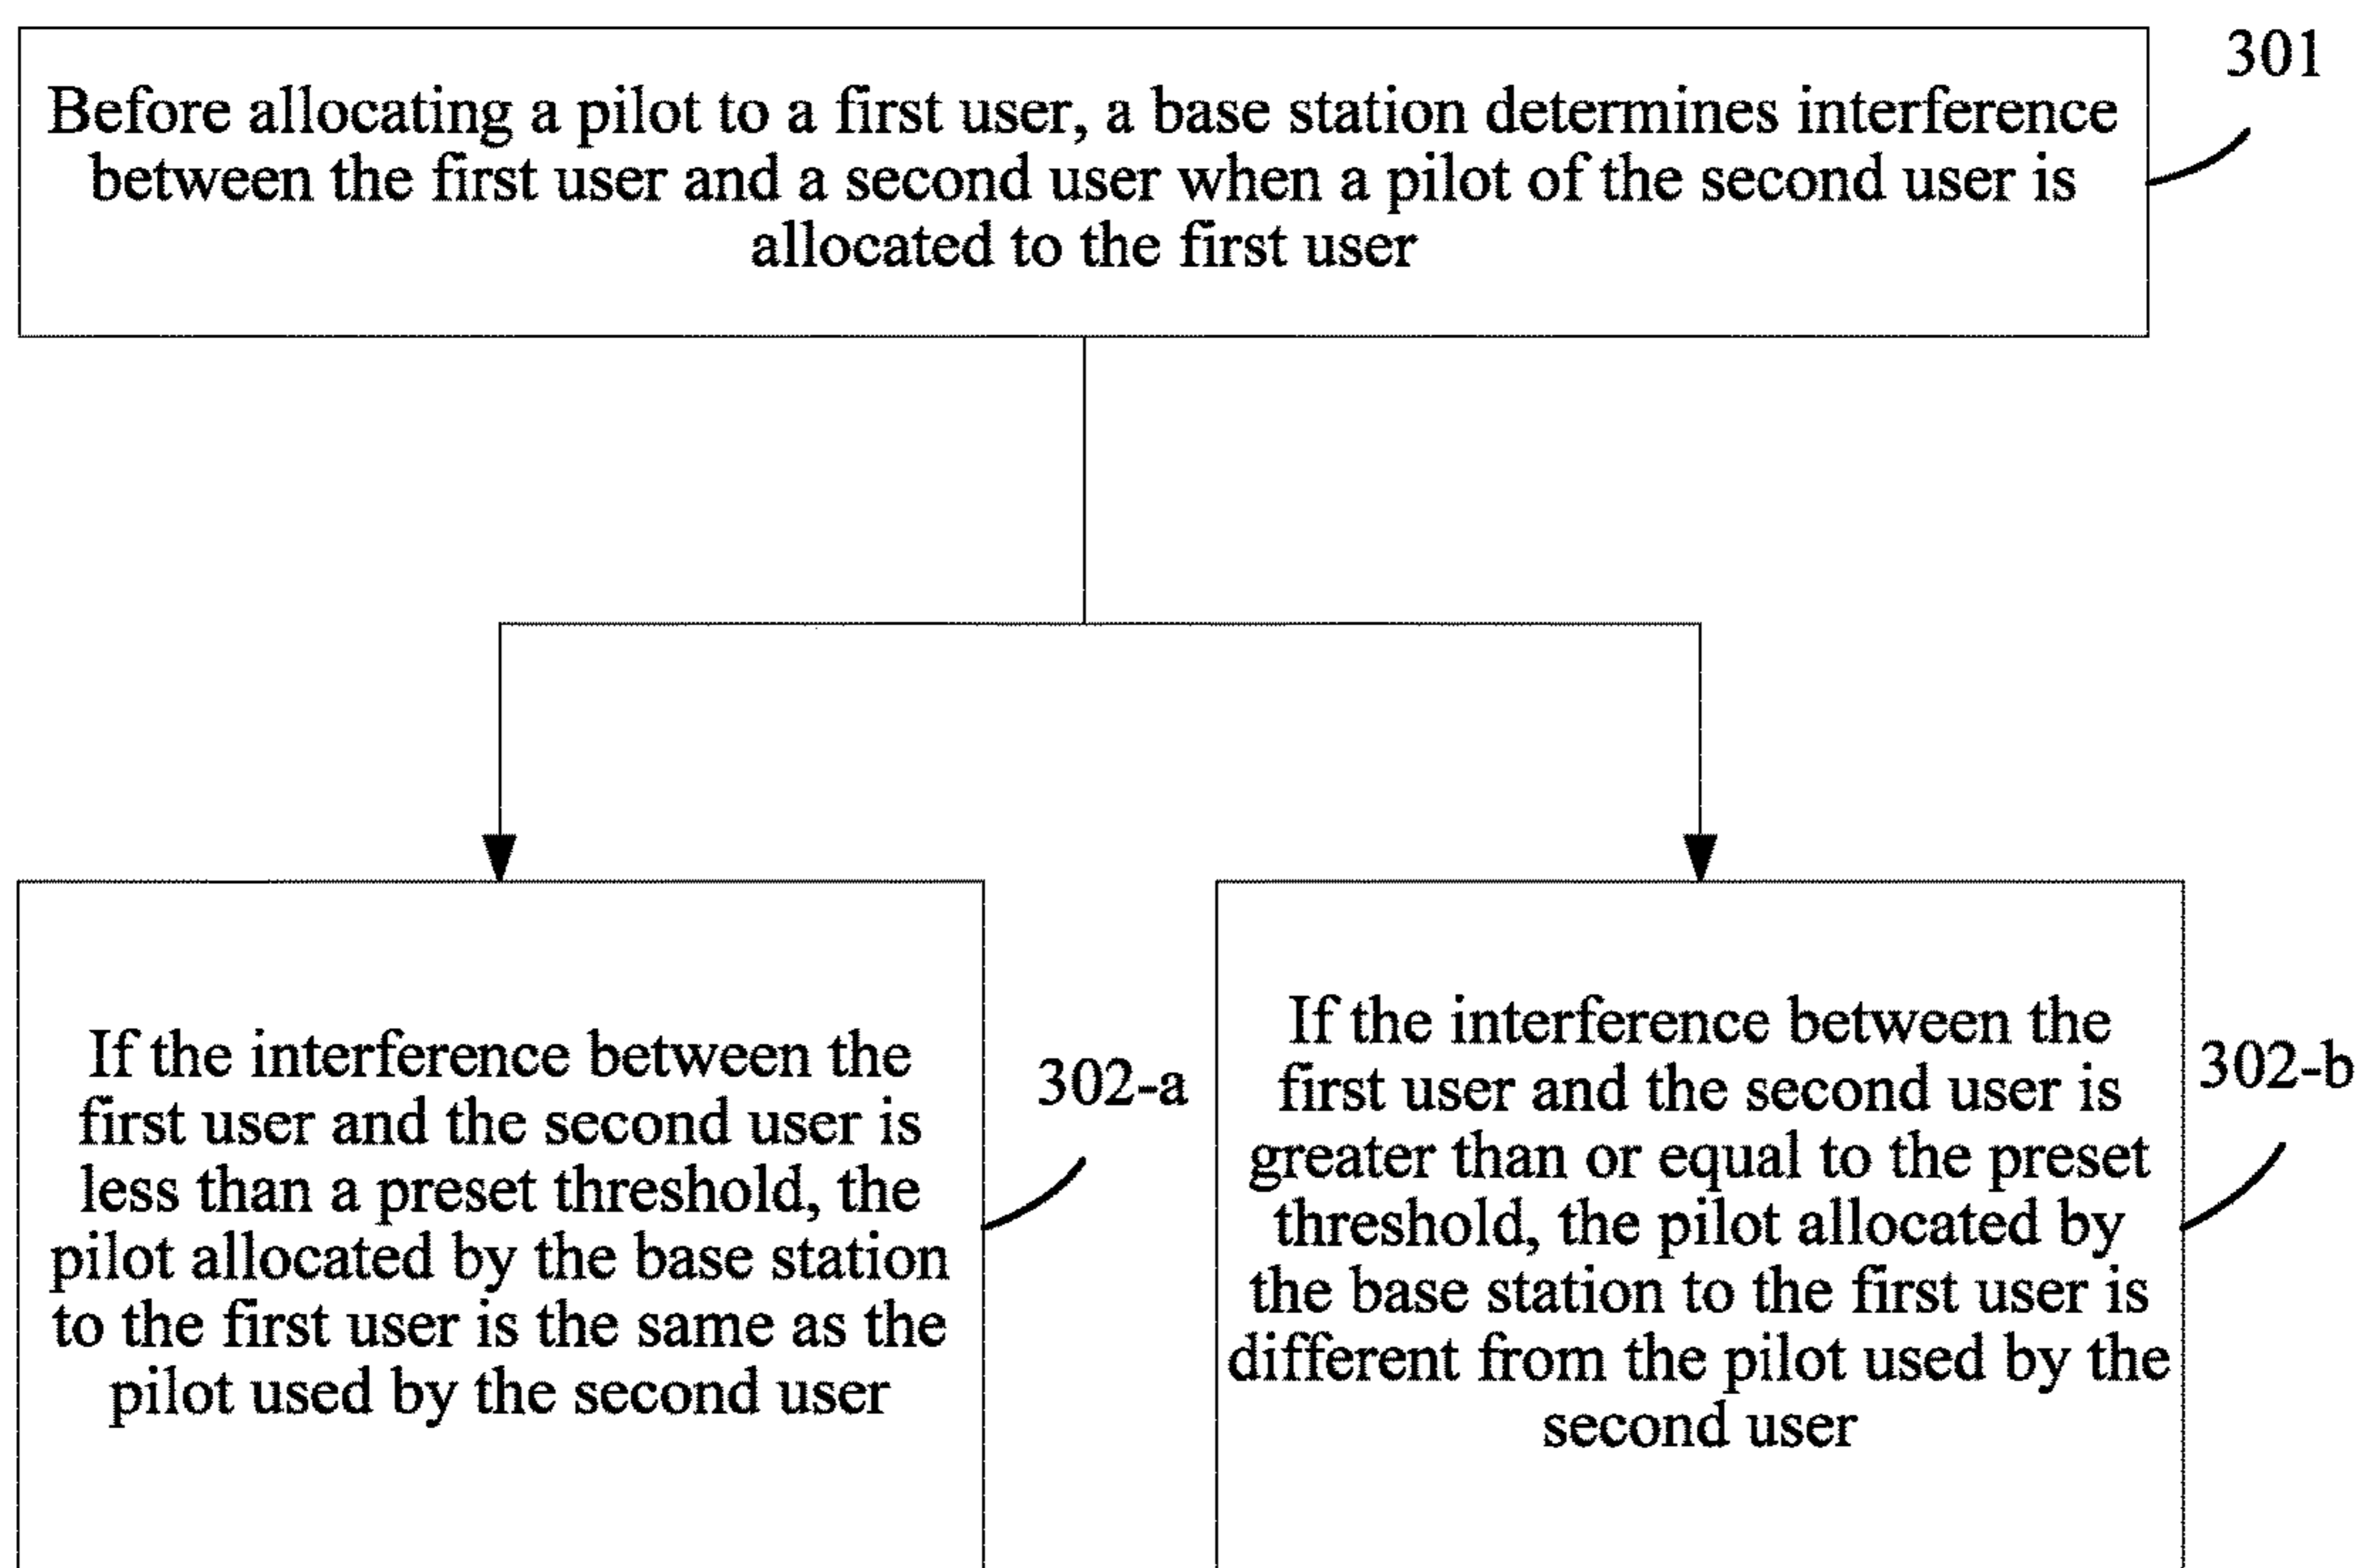 Before allocating a pilot to a first user, a base station determines interference
between the first user and a second user when a pilot of the second user is
allocated to the first user
301
If the interference between the
first user and the second user is
less than a preset threshold, the
pilot allocated by the base station
to the first user is the same as the
pilot used by the second user
302-a
If the interference between the
first user and the second user is
greater than or equal to the preset
threshold, the pilot allocated by
the base station to the first user is
different from the pilot used by the
second user
302-b